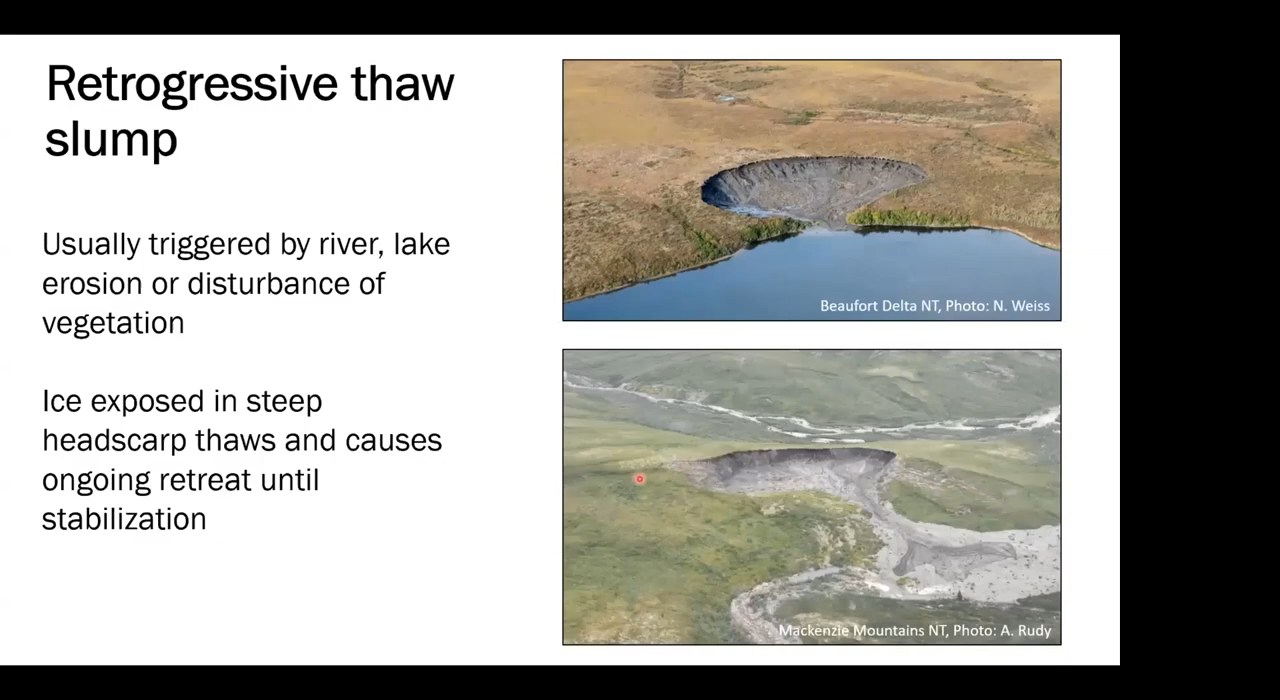 Retrogressive thaw
slump
Usually triggered by river, lake
erosion or disturbance of
vegetation
Ice exposed in steep
headscarp thaws and causes
ongoing retreat until
stabilization
Beaufort Delta NT, Photo: N. Weiss
Mackenzie Mountains NT, Photo: A. Rudy